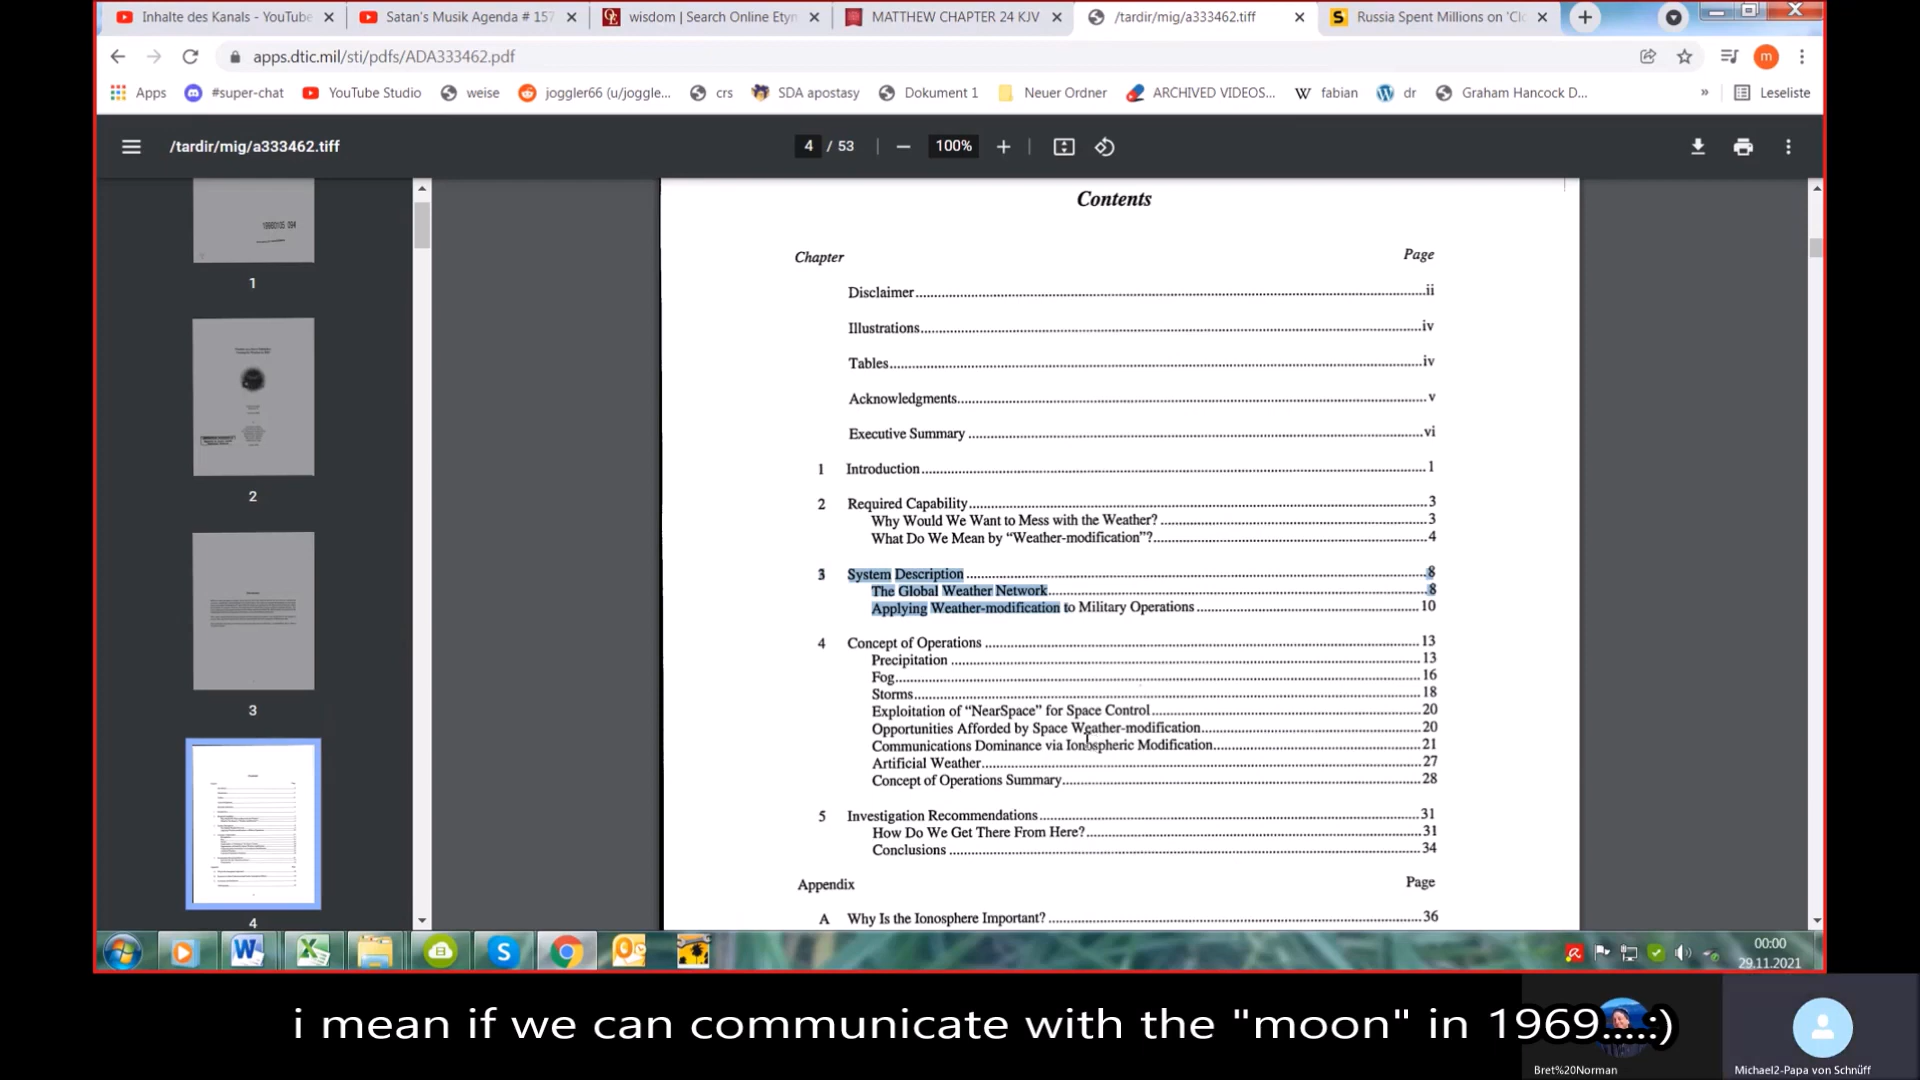 Inhalte des Kanals - YouTube
Satan's Musik Agenda # 157
wisdom | Search Online Etyn
MATTHEW CHAPTER 24 KJV
/tardir/mig/a333462.tiff
Russia Spent Millions on 'Clo
apps.dtic.mil/sti/pdfs/ADA333462.pdf
m
Apps
#super-chat
YouTube Studio
weise
joggler66 (u/joggle...
crs
SDA apostasy
Dokument 1
Neuer Ordner
ARCHIVED VIDEOS...
W fabian
dr
Graham Hancock D...
»
Leseliste
/tardir/mig/a333462.tiff
4 / 53
100%
1
2
3
4
Contents
Chapter Page
Disclaimer ii
Illustrations iv
Tables iv
Acknowledgments v
Executive Summary vi
1 Introduction 1
2 Required Capability 3
Why Would We Want to Mess with the Weather? 3
What Do We Mean by “Weather-modification”? 4
3 System Description 8
The Global Weather Network 8
Applying Weather-modification to Military Operations 10
4 Concept of Operations 13
Precipitation 13
Fog 16
Storms 18
Exploitation of “NearSpace” for Space Control 20
Opportunities Afforded by Space Weather-modification 20
Communications Dominance via Ionospheric Modification 21
Artificial Weather 27
Concept of Operations Summary 28
5 Investigation Recommendations 31
How Do We Get There From Here? 31
Conclusions 34
Appendix Page
A Why Is the Ionosphere Important? 36
00:00
29.11.2021
i mean if we can communicate with the "moon" in 1969....:)
Bret%20Norman
Michael2-Papa von Schnüff